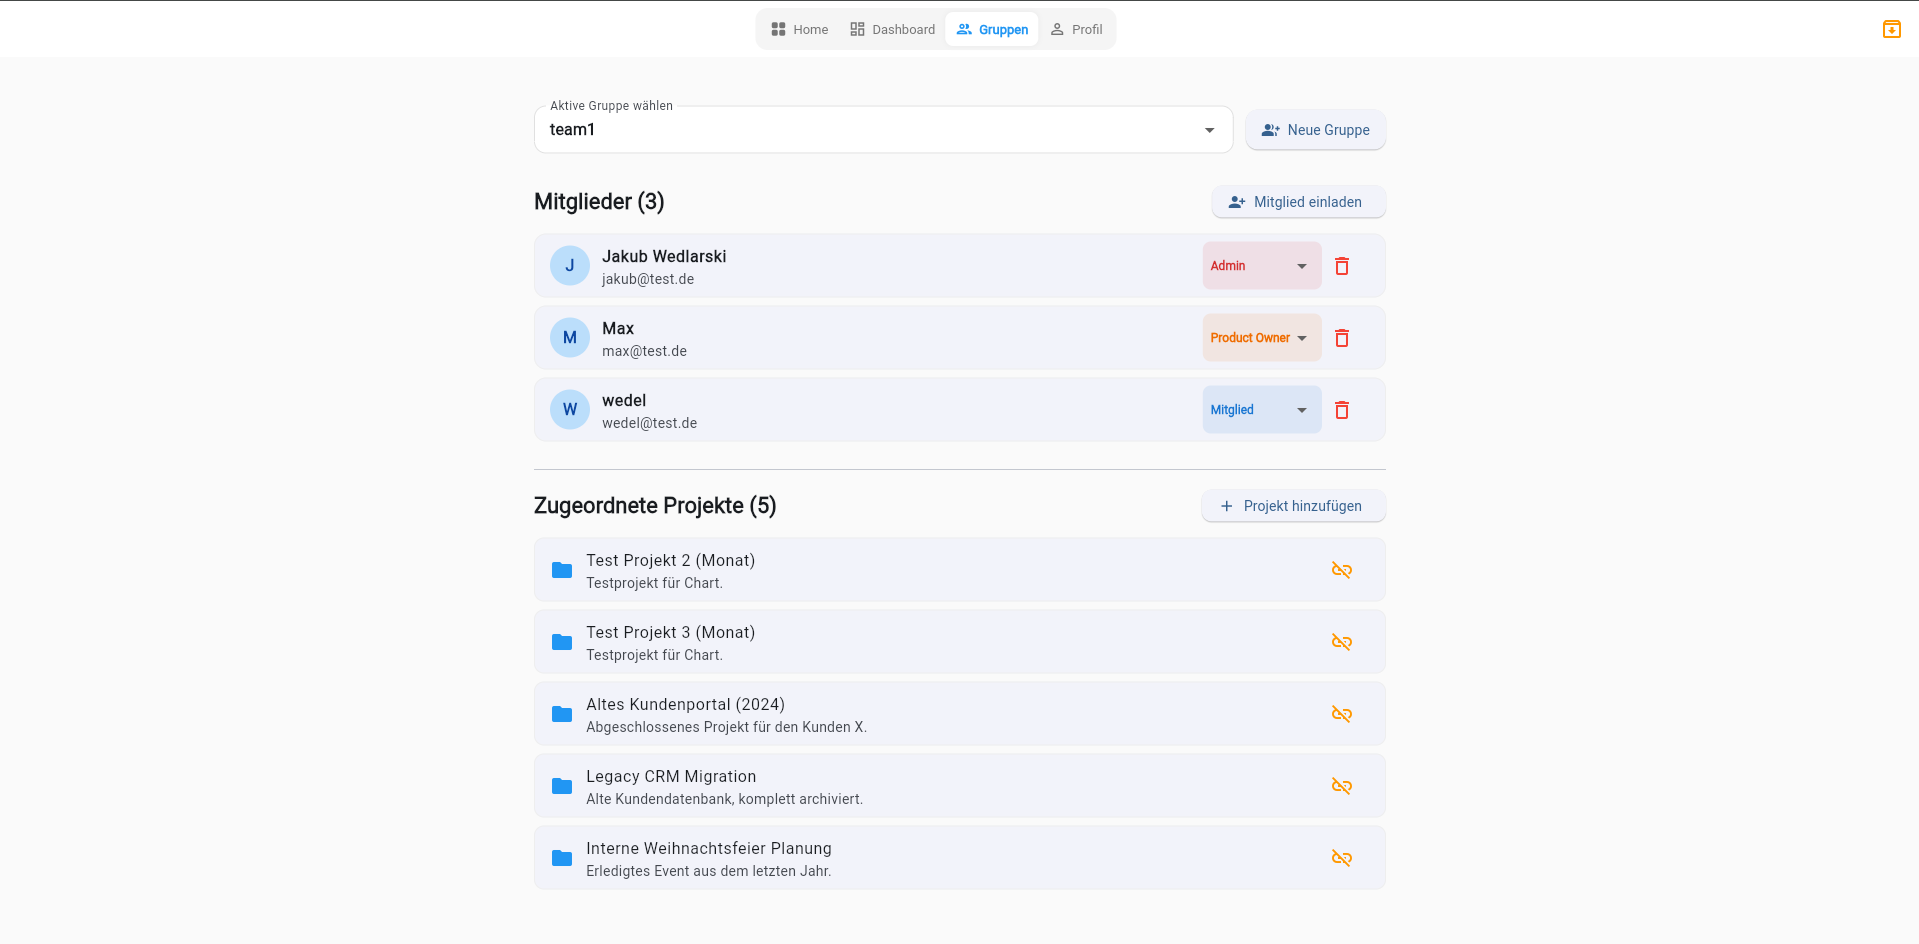 Home
Dashboard
Gruppen
Profil
Aktive Gruppe wählen
team1
Neue Gruppe
Mitglieder (3)
Mitglied einladen
J
Jakub Wedlarski
jakub@test.de
Admin
M
Max
max@test.de
Product Owner
W
wedel
wedel@test.de
Mitglied
Zugeordnete Projekte (5)
Projekt hinzufügen
Test Projekt 2 (Monat)
Testprojekt für Chart.
Test Projekt 3 (Monat)
Testprojekt für Chart.
Altes Kundenportal (2024)
Abgeschlossenes Projekt für den Kunden X.
Legacy CRM Migration
Alte Kundendatenbank, komplett archiviert.
Interne Weihnachtsfeier Planung
Erledigtes Event aus dem letzten Jahr.